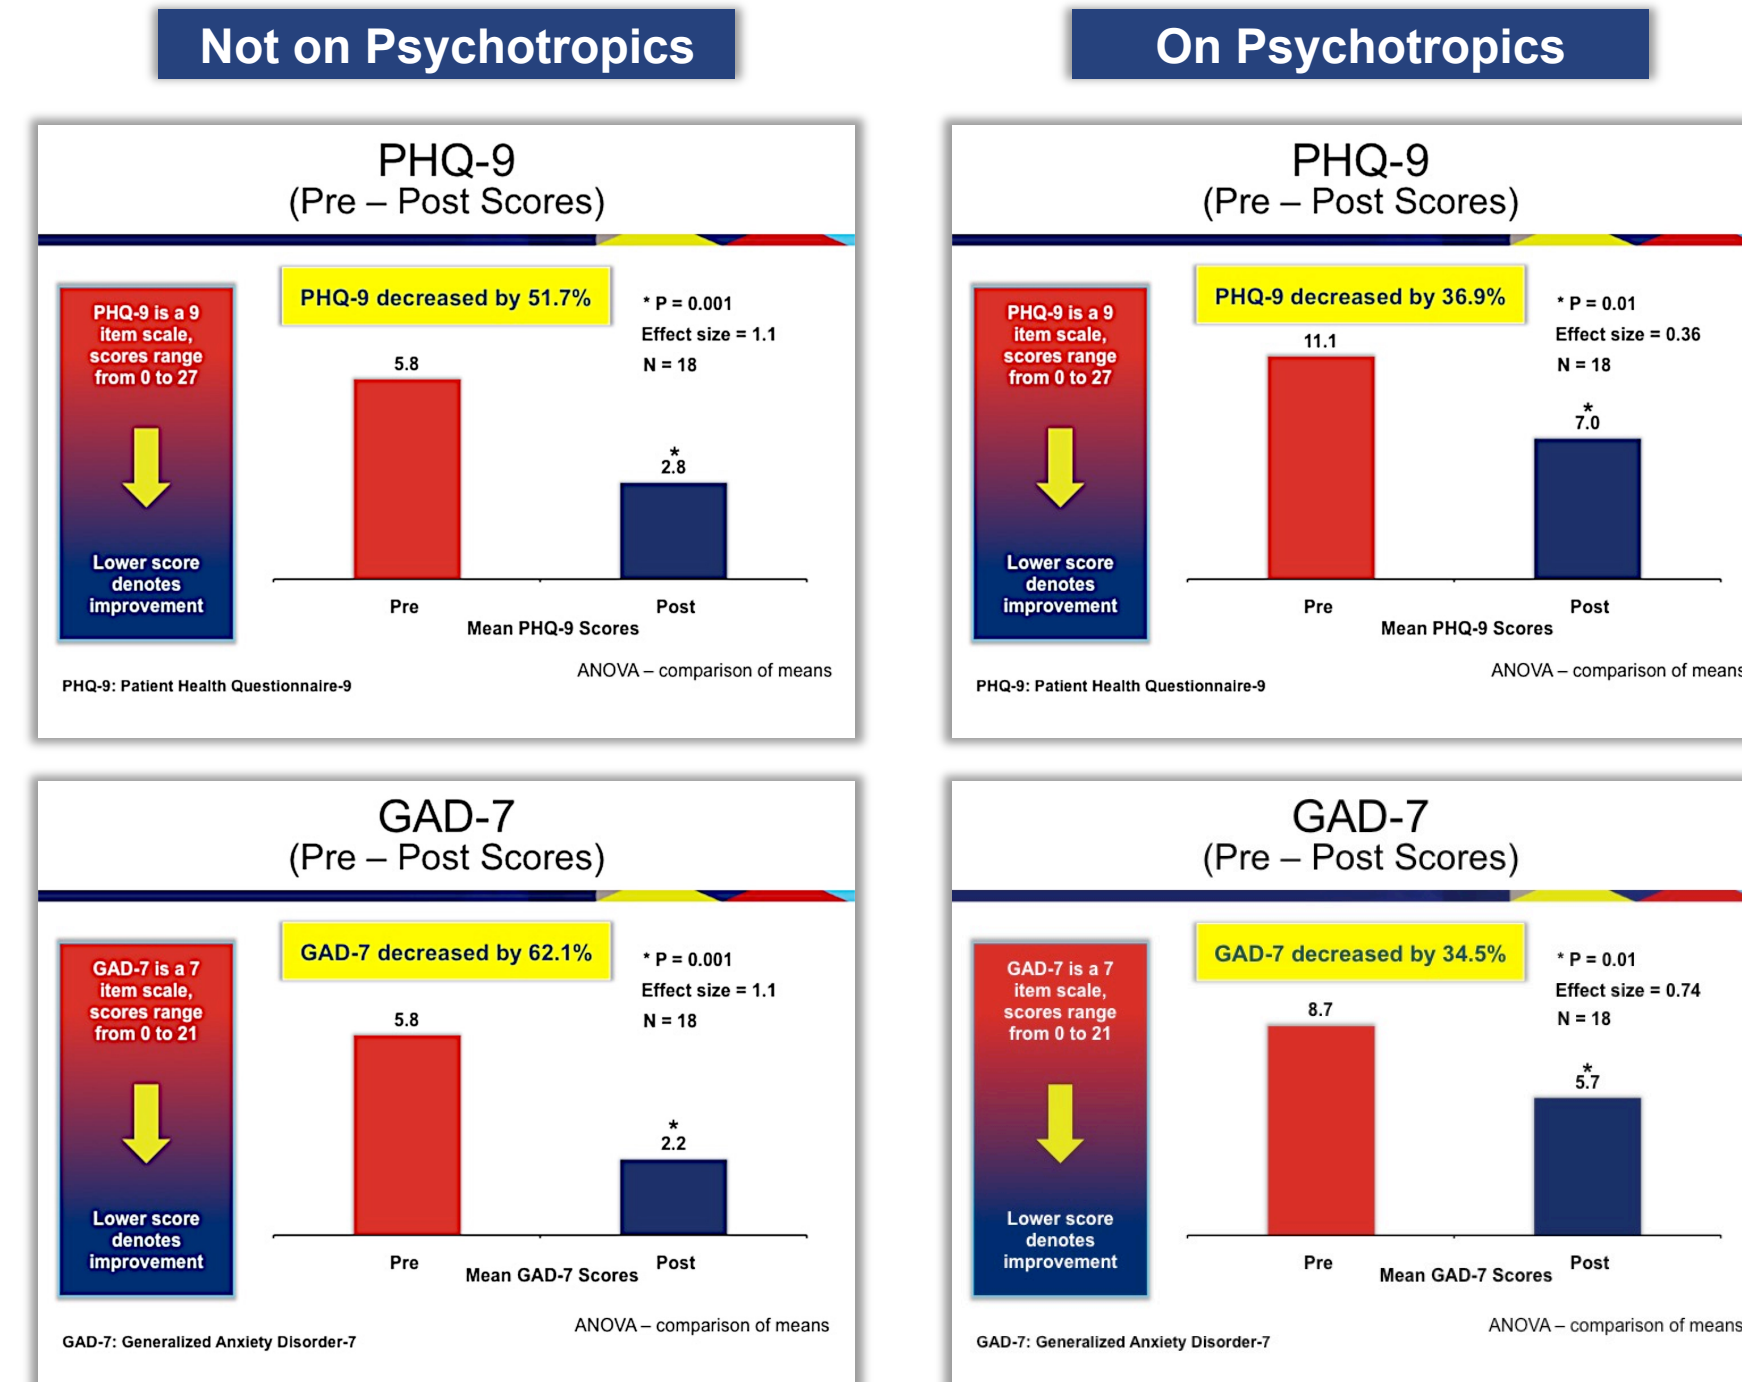 Not on Psychotropics
On Psychotropics
PHQ-9
(Pre – Post Scores)
PHQ-9 is a 9
item scale,
scores range
from 0 to 27
Lower score
denotes
improvement
PHQ-9 decreased by 51.7%
* P = 0.001
Effect size = 1.1
N = 18
5.8
*
2.8
Pre
Post
Mean PHQ-9 Scores
ANOVA – comparison of means
PHQ-9: Patient Health Questionnaire-9
PHQ-9
(Pre – Post Scores)
PHQ-9 is a 9
item scale,
scores range
from 0 to 27
Lower score
denotes
improvement
PHQ-9 decreased by 36.9%
* P = 0.01
Effect size = 0.36
N = 18
11.1
*
7.0
Pre
Post
Mean PHQ-9 Scores
ANOVA – comparison of means
PHQ-9: Patient Health Questionnaire-9
GAD-7
(Pre – Post Scores)
GAD-7 is a 7
item scale,
scores range
from 0 to 21
Lower score
denotes
improvement
GAD-7 decreased by 62.1%
* P = 0.001
Effect size = 1.1
N = 18
5.8
*
2.2
Pre
Post
Mean GAD-7 Scores
ANOVA – comparison of means
GAD-7: Generalized Anxiety Disorder-7
GAD-7
(Pre – Post Scores)
GAD-7 is a 7
item scale,
scores range
from 0 to 21
Lower score
denotes
improvement
GAD-7 decreased by 34.5%
* P = 0.01
Effect size = 0.74
N = 18
8.7
*
5.7
Pre
Post
Mean GAD-7 Scores
ANOVA – comparison of means
GAD-7: Generalized Anxiety Disorder-7